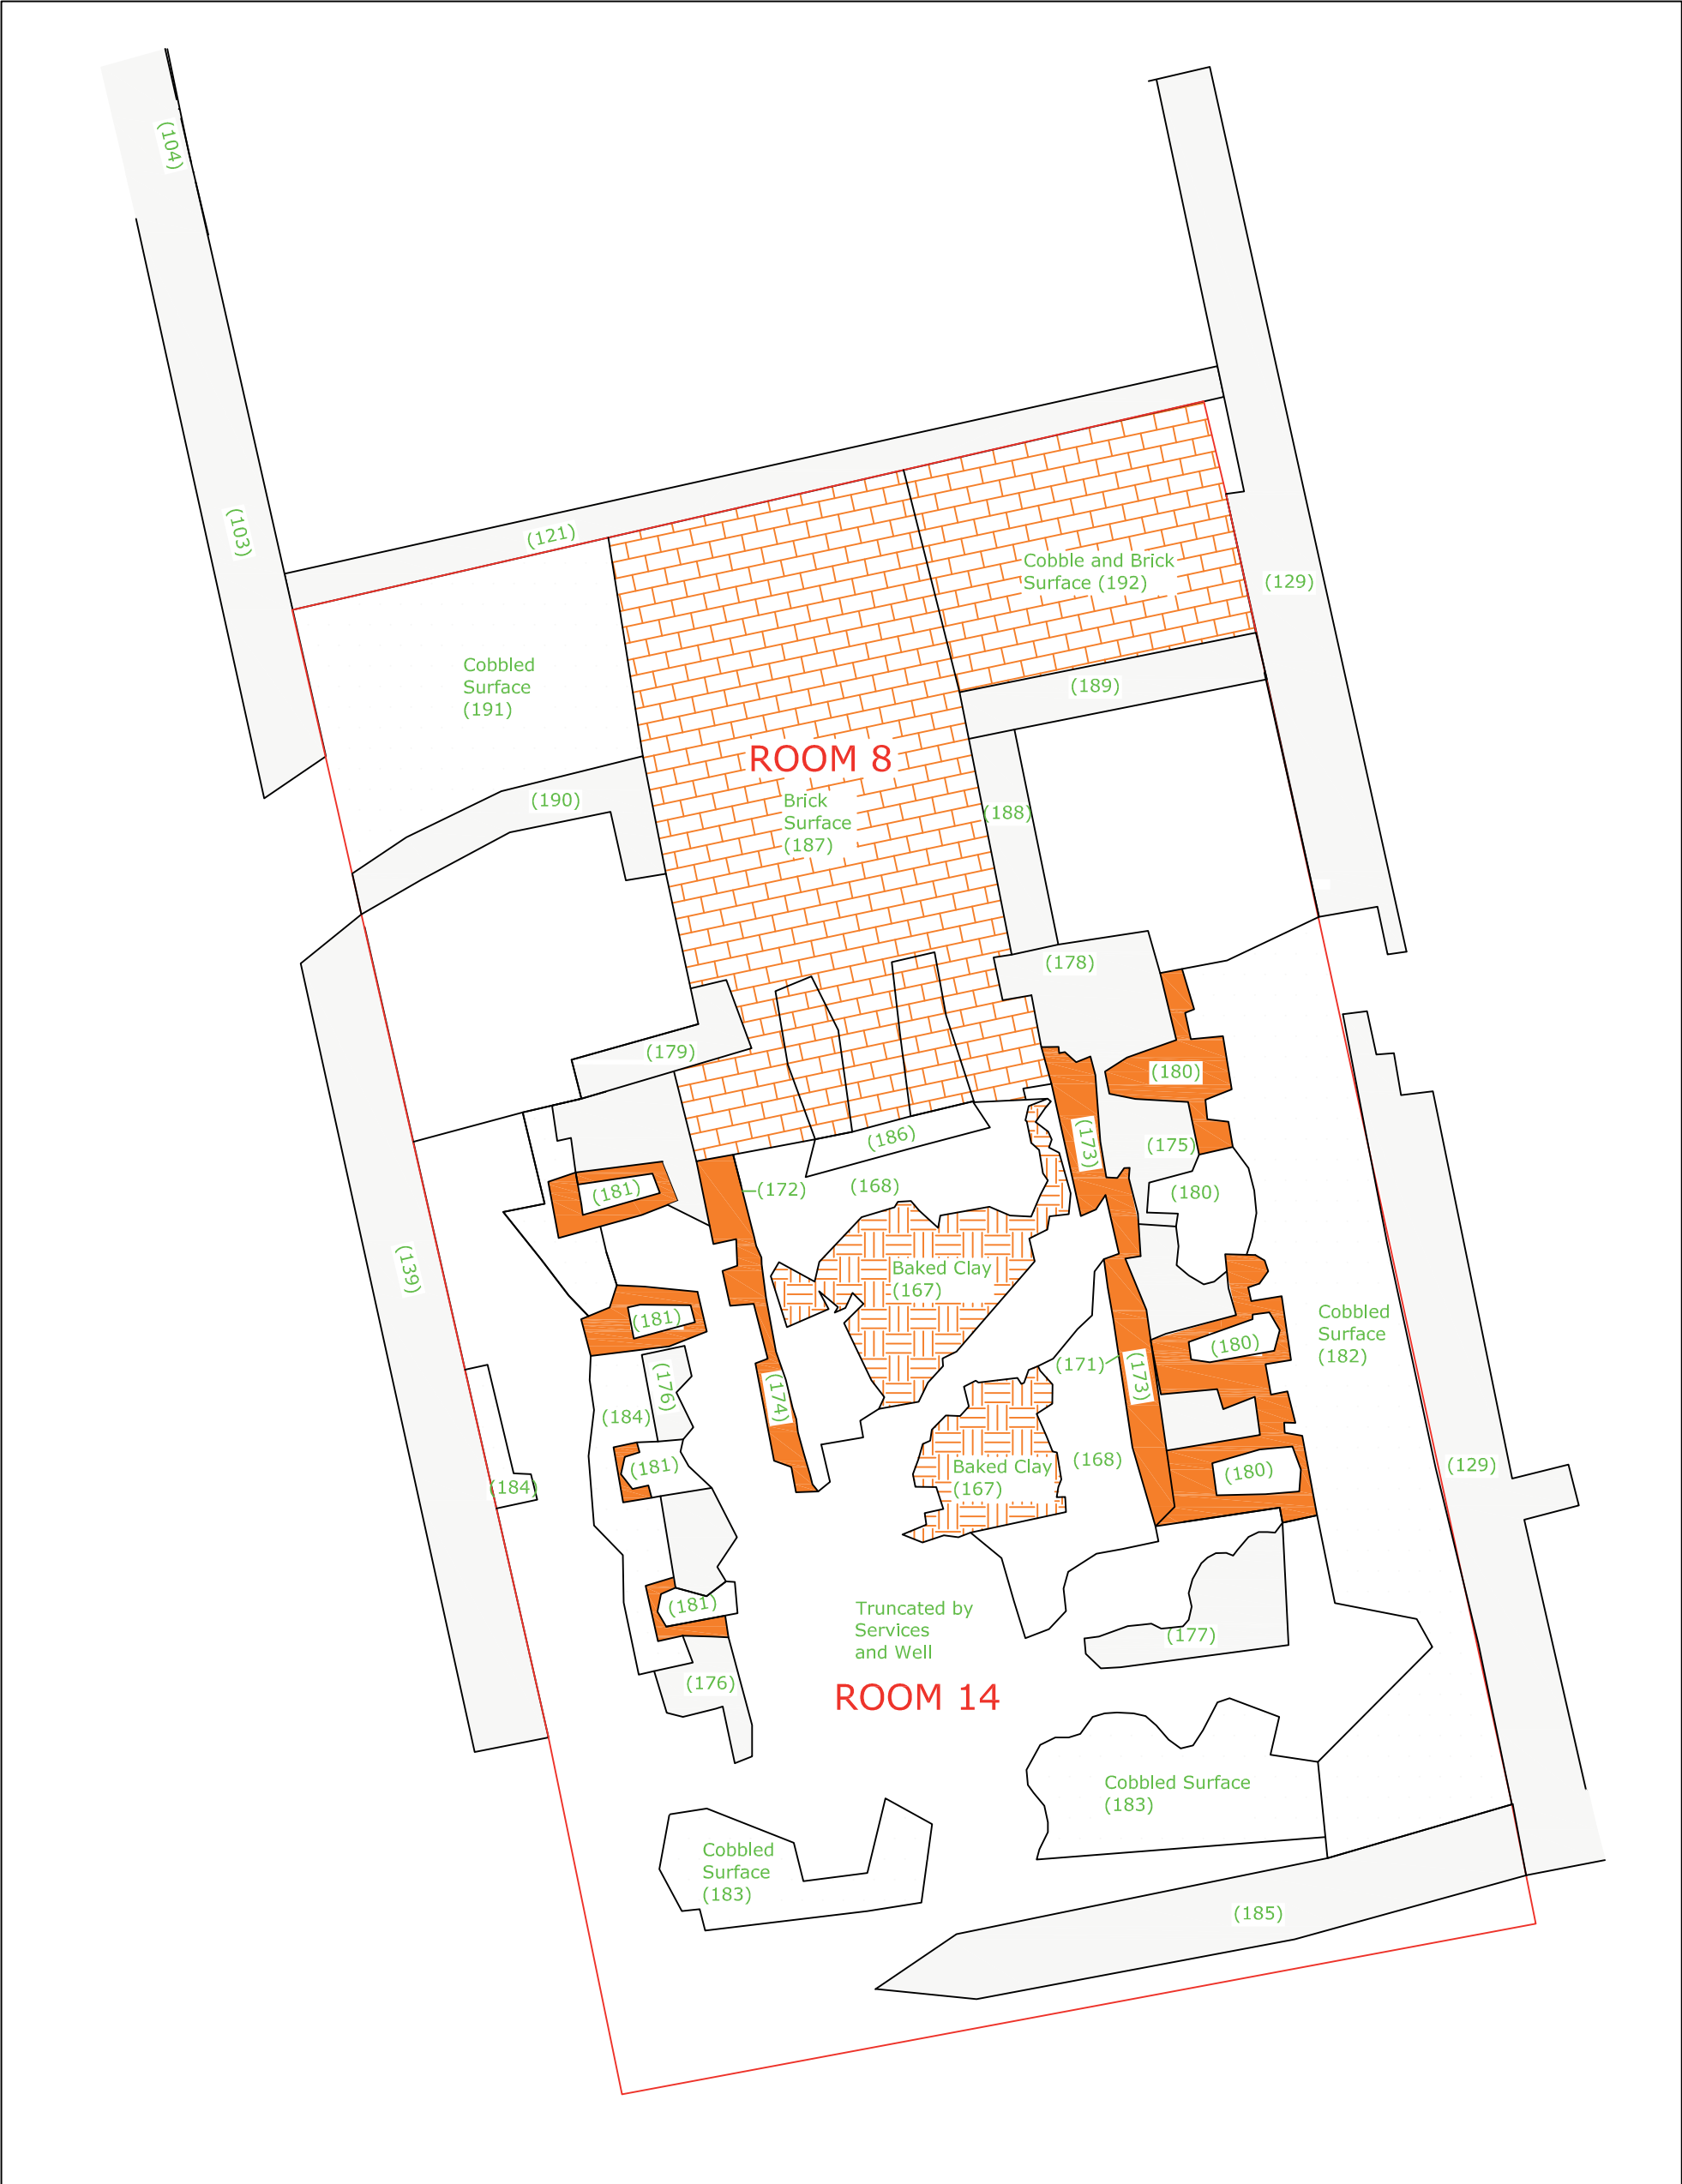 (104)
(103)
(121)
Cobble and Brick
Surface (192)
(129)
Cobbled
Surface
(191)
(189)
ROOM 8
(190)
Brick
Surface
(187)
(188)
(178)
(179)
(180)
(186)
(173)
(175)
(181)
(172)
(168)
(180)
(139)
Baked Clay
(167)
(181)
Cobbled
Surface
(182)
(180)
(171)
(173)
(176)
(174)
(184)
(168)
(181)
Baked Clay
(167)
(180)
(129)
(184)
(181)
Truncated by
Services
and Well
(177)
(176)
ROOM 14
Cobbled Surface
(183)
Cobbled
Surface
(183)
(185)